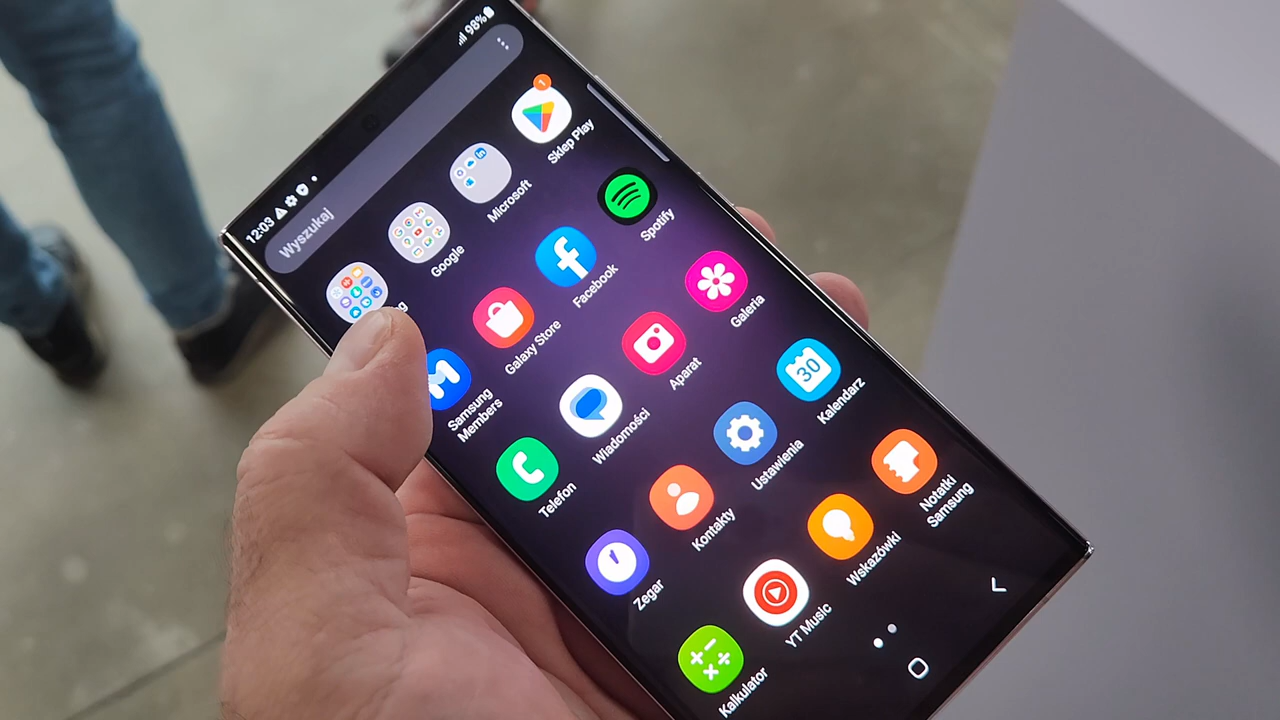 12:03
98%
Wyszukaj
Google
Microsoft
Sklep Play
Samsung
Members
Galaxy Store
Facebook
Spotify
Telefon
Wiadomości
Aparat
Galeria
Zegar
Kontakty
Ustawienia
30
Kalendarz
Kalkulator
YT Music
Wskazówki
Notatki
Samsung